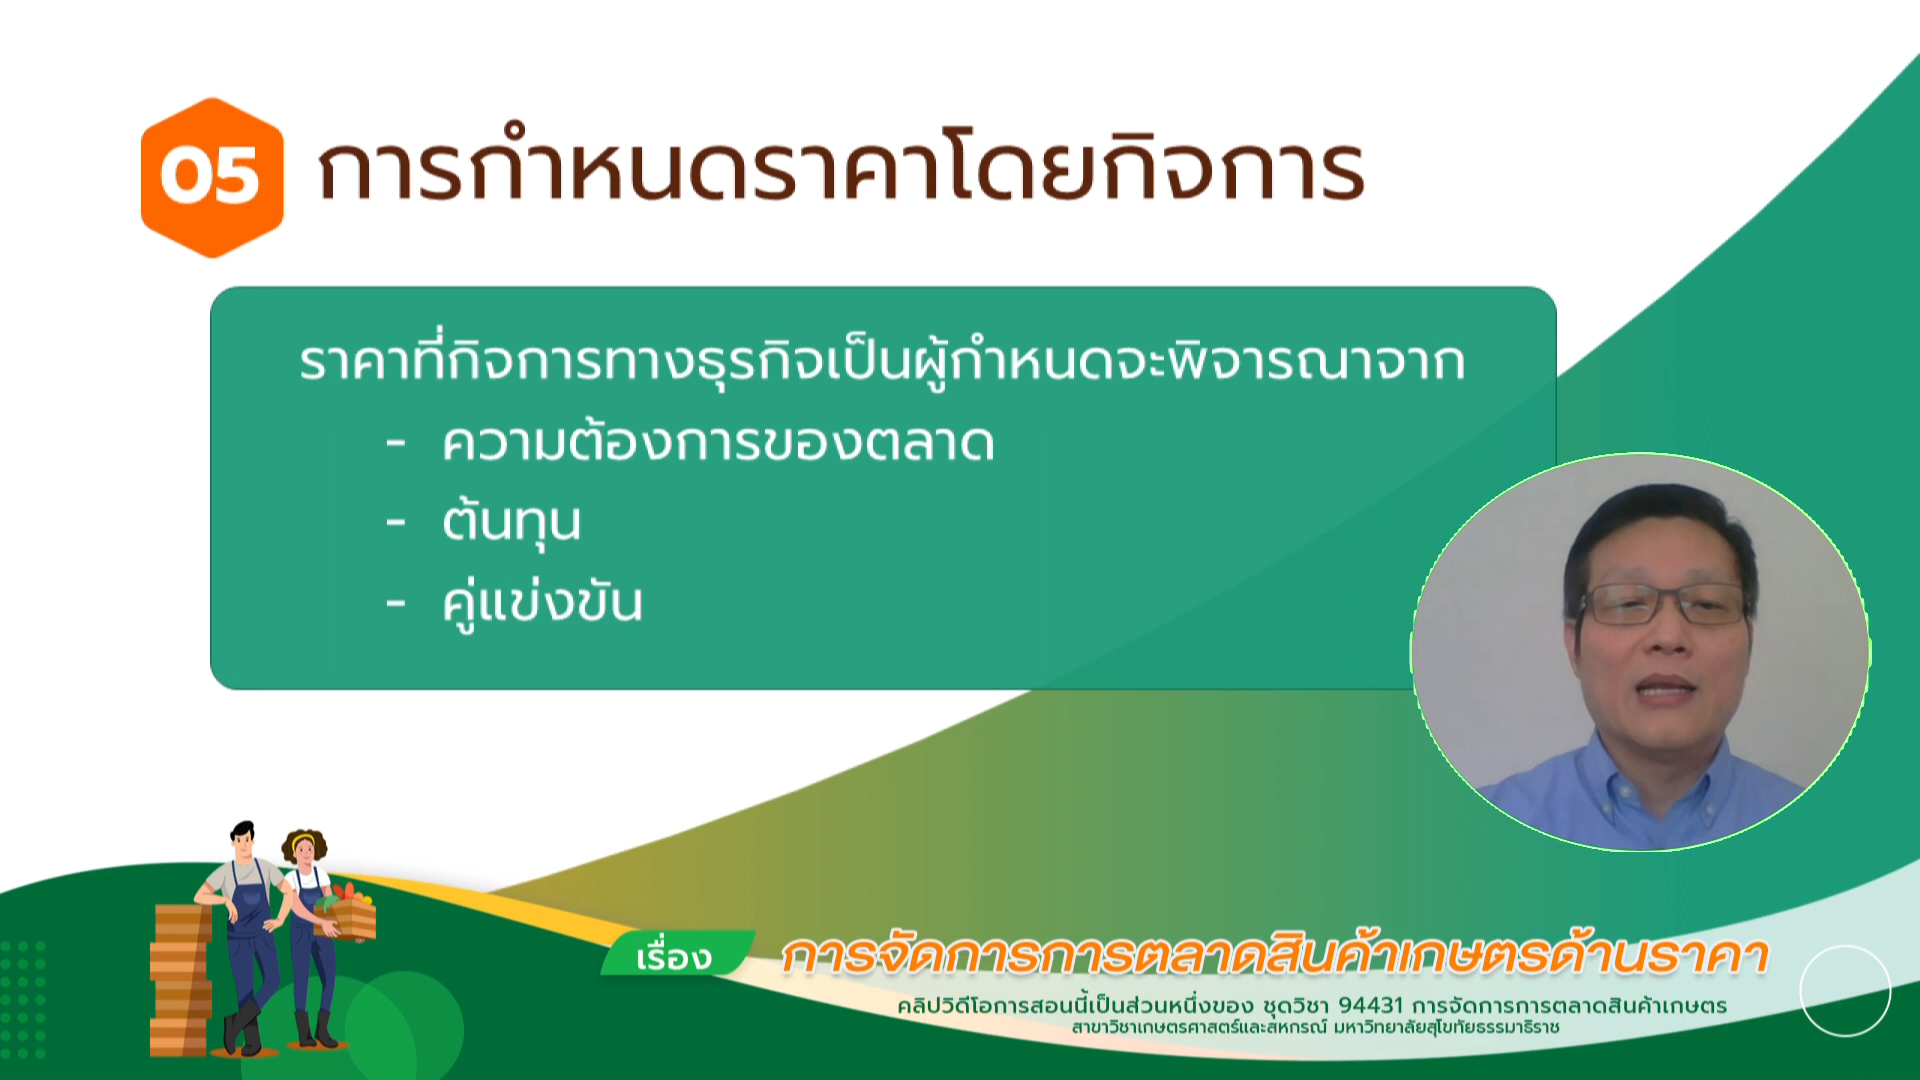 05 การกำหนดราคาโดยกิจการ
ราคาที่กิจการทางธุรกิจเป็นผู้กำหนดจะพิจารณาจาก
- ความต้องการของตลาด
- ต้นทุน
- คู่แข่งขัน
เรื่อง การจัดการการตลาดสินค้าเกษตรด้านราคา
คลิปวิดีโอการสอนนี้เป็นส่วนหนึ่งของ ชุดวิชา 94431 การจัดการการตลาดสินค้าเกษตร
สาขาวิชาเกษตรศาสตร์และสหกรณ์ มหาวิทยาลัยสุโขทัยธรรมาธิราช